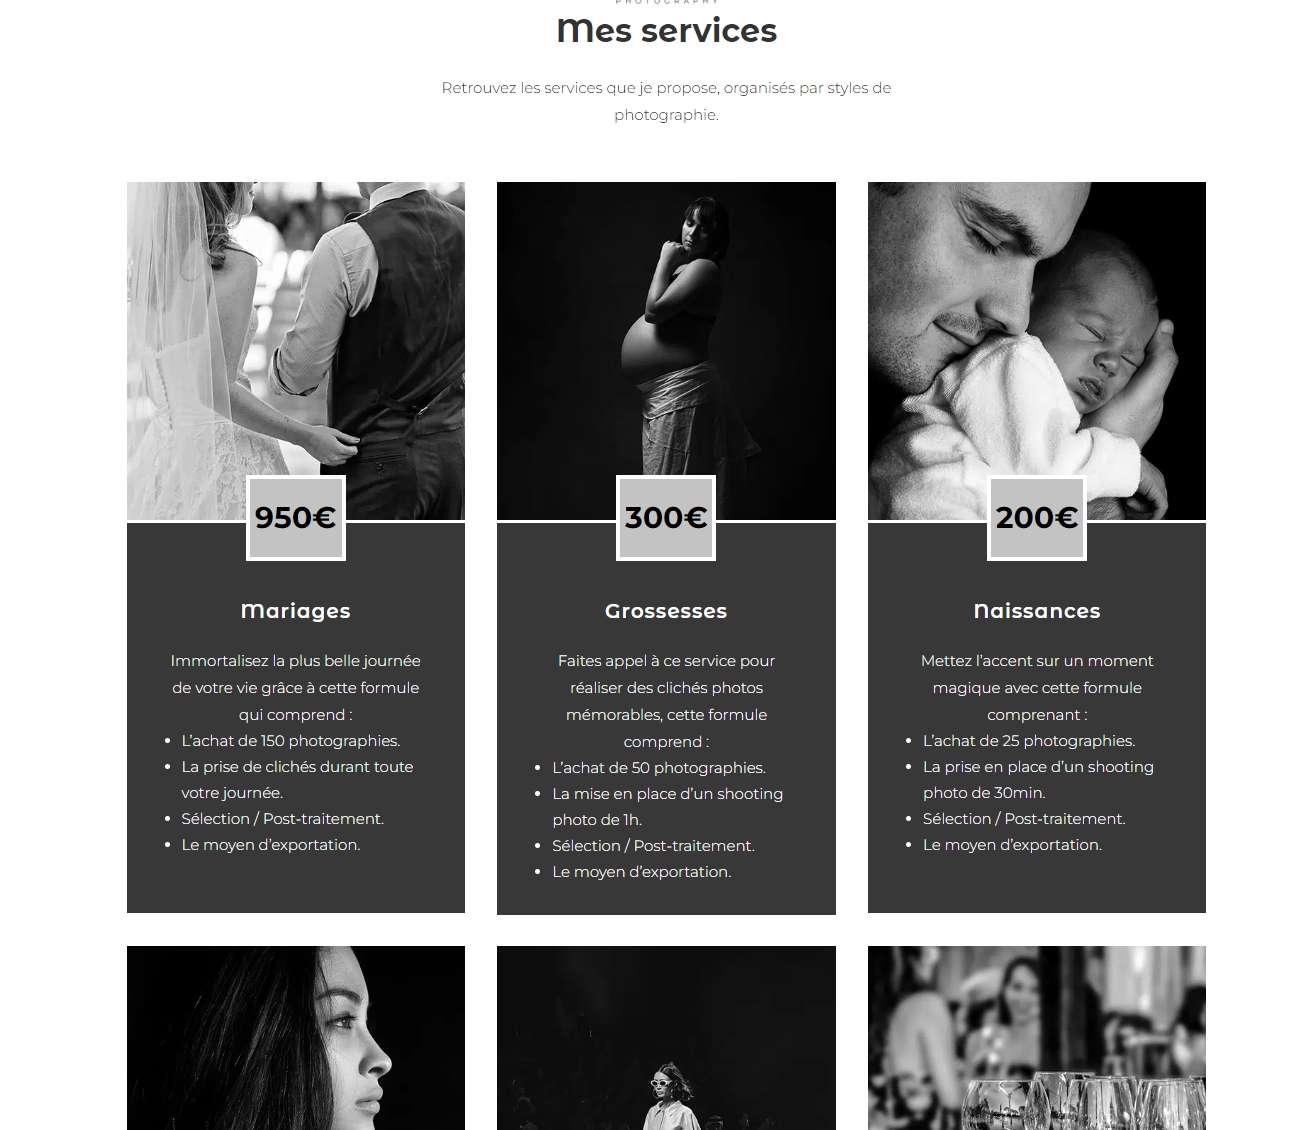 PHOTOGRAPHY
Mes services
Retrouvez les services que je propose, organisés par styles de
photographie.
950€
300€
200€
Mariages
Immortalisez la plus belle journée
de votre vie grâce à cette formule
qui comprend :
• L'achat de 150 photographies.
• La prise de clichés durant toute
votre journée.
• Sélection / Post-traitement.
• Le moyen d'exportation.
Grossesses
Faites appel à ce service pour
réaliser des clichés photos
mémorables, cette formule
comprend :
• L'achat de 50 photographies.
• La mise en place d'un shooting
photo de 1h.
• Sélection / Post-traitement.
• Le moyen d'exportation.
Naissances
Mettez l'accent sur un moment
magique avec cette formule
comprenant :
• L'achat de 25 photographies.
• La prise en place d'un shooting
photo de 30min.
• Sélection / Post-traitement.
• Le moyen d'exportation.